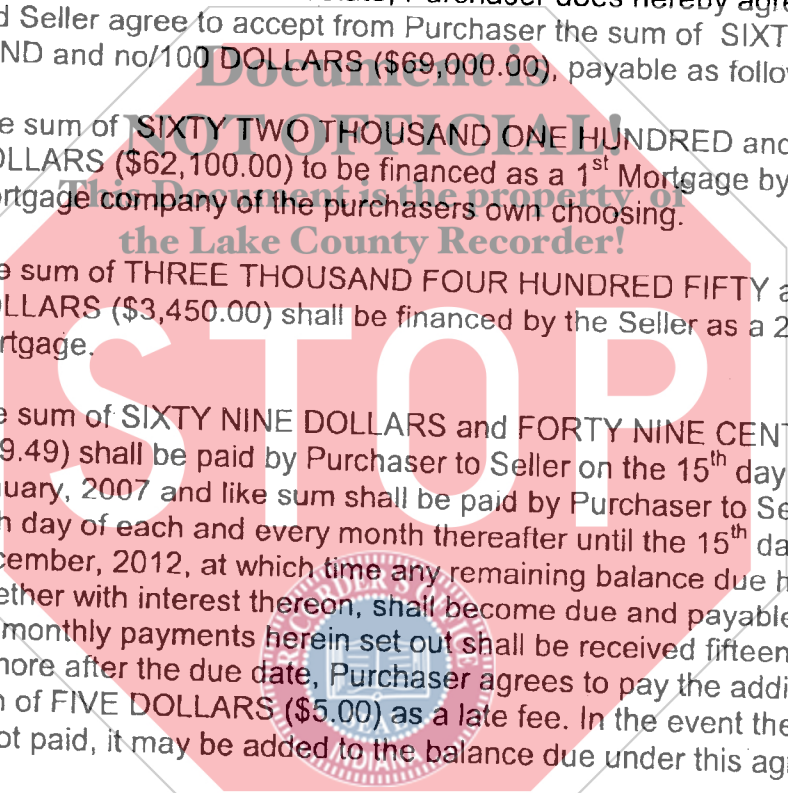 Purchaser does hereby agre
d Seller agree to accept from Purchaser the sum of SIXT
ND and no/100 DOLLARS ($69,000.00), payable as follow
Document is
e sum of SIXTY TWO THOUSAND ONE HUNDRED and
NOT OFFICIAL!
OLLARS ($62,100.00) to be financed as a 1st Mortgage by
This Document is the property of
ortgage company of the purchasers own choosing.
the Lake County Recorder!
e sum of THREE THOUSAND FOUR HUNDRED FIFTY a
OLLARS ($3,450.00) shall be financed by the Seller as a 2
rtgage.
STOP
e sum of SIXTY NINE DOLLARS and FORTY NINE CENT
9.49) shall be paid by Purchaser to Seller on the 15th day
uary, 2007 and like sum shall be paid by Purchaser to Se
h day of each and every month thereafter until the 15th da
cember, 2012, at which time any remaining balance due h
ether with interest thereon, shall become due and payable
monthly payments herein set out shall be received fifteen
more after the due date, Purchaser agrees to pay the addi
n of FIVE DOLLARS ($5.00) as a late fee. In the event the
ot paid, it may be added to the balance due under this agr